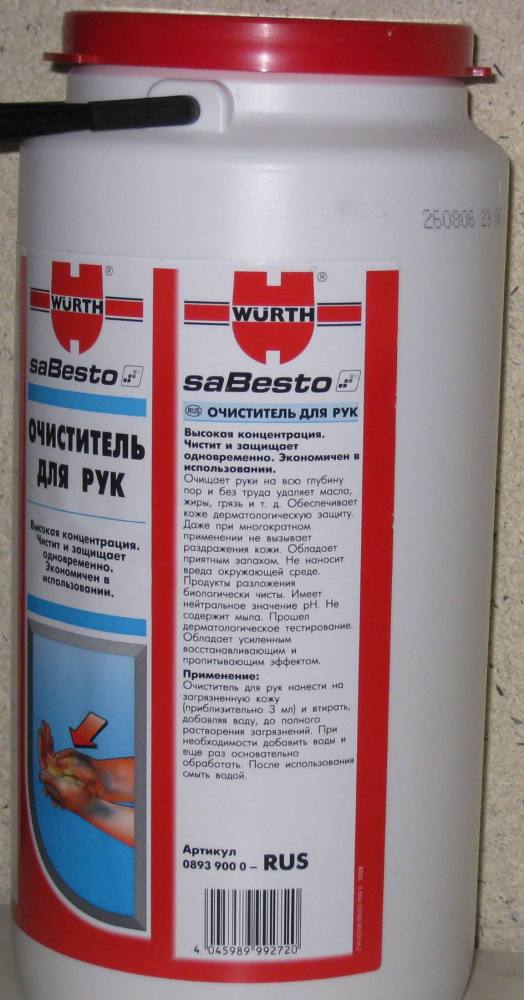 260806 23
WÜRTH
®
saBesto
ОЧИСТИТЕЛЬ
ДЛЯ РУК
Высокая концентрация.
Чистит и защищает
одновременно.
Экономичен в
использовании.
WÜRTH
®
saBesto
RUS ОЧИСТИТЕЛЬ ДЛЯ РУК
Высокая концентрация.
Чистит и защищает
одновременно. Экономичен в
использовании.
Очищает руки на всю глубину
пор и без труда удаляет масла,
жиры, грязь и т. д. Обеспечивает
коже дерматологическую защиту.
Даже при многократном
применении не вызывает
раздражения кожи. Обладает
приятным запахом. Не наносит
вреда окружающей среде.
Продукты разложения
биологически чисты. Имеет
нейтральное значение рН. Не
содержит мыла. Прошел
дерматологическое тестирование.
Обладает усиленным
восстанавливающим и
пропитывающим эффектом.
Применение:
Очиститель для рук нанести на
загрязненную кожу
(приблизительно 3 мл) и втирать,
добавляя воду, до полного
растворения загрязнений. При
необходимости добавить воды и
еще раз основательно
обработать. После использования
смыть водой.
Артикул
0893 900 0 – RUS
4 045989 992720